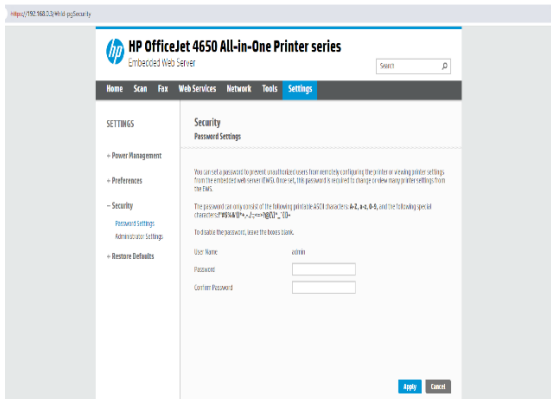 https://192.168.0.3/#hId-pgSecurity
hp
HP OfficeJet 4650 All-in-One Printer series
Embedded Web Server
Search
Home Scan Fax Web Services Network Tools Settings
SETTINGS
Security
Password Settings
+ Power Management
+ Preferences
- Security
Password Settings
Administrator Settings
+ Restore Defaults
You can set a password to prevent unauthorized users from remotely configuring the printer or viewing printer settings
from the embedded web server (EWS). Once set, this password is required to change or view many printer settings from
the EWS.
The password can only consist of the following printable ASCII characters: A-Z, a-z, 0-9, and the following special
characters:
To disable the password, leave the boxes blank.
User Name admin
Password
Confirm Password
Apply Cancel